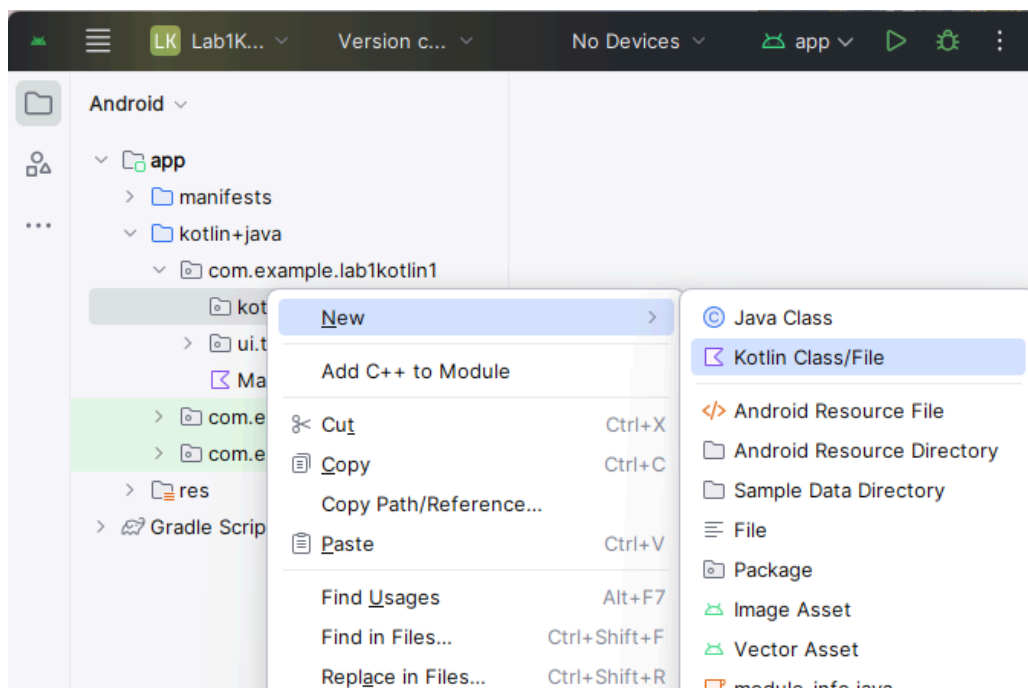 LK Lab1K... Version c... No Devices app
Android
app
manifests
kotlin+java
com.example.lab1kotlin1
kot
ui.t
Ma
com.e
com.e
res
Gradle Scrip
New
Add C++ to Module
Cut Ctrl+X
Copy Ctrl+C
Copy Path/Reference...
Paste Ctrl+V
Find Usages Alt+F7
Find in Files... Ctrl+Shift+F
Replace in Files... Ctrl+Shift+R
Java Class
Kotlin Class/File
Android Resource File
Android Resource Directory
Sample Data Directory
File
Package
Image Asset
Vector Asset
module-info.java